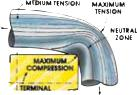 MEDIUM TENSION
MAXIMUM
TENSION
NEUTRAL
ZONE
MAXIMUM
COMPRESSION
TERMINAL